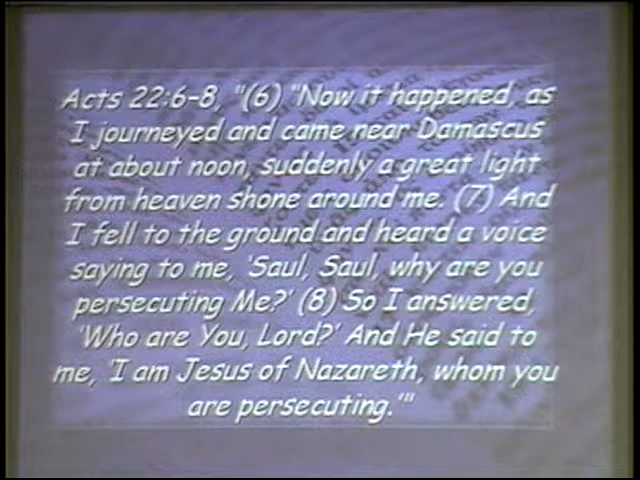 Acts 22:6-8, "(6) "Now it happened, as
I journeyed and came near Damascus
at about noon, suddenly a great light
from heaven shone around me. (7) And
I fell to the ground and heard a voice
saying to me, 'Saul, Saul, why are you
persecuting Me?' (8) So I answered,
'Who are You, Lord?' And He said to
me, 'I am Jesus of Nazareth, whom you
are persecuting.'"